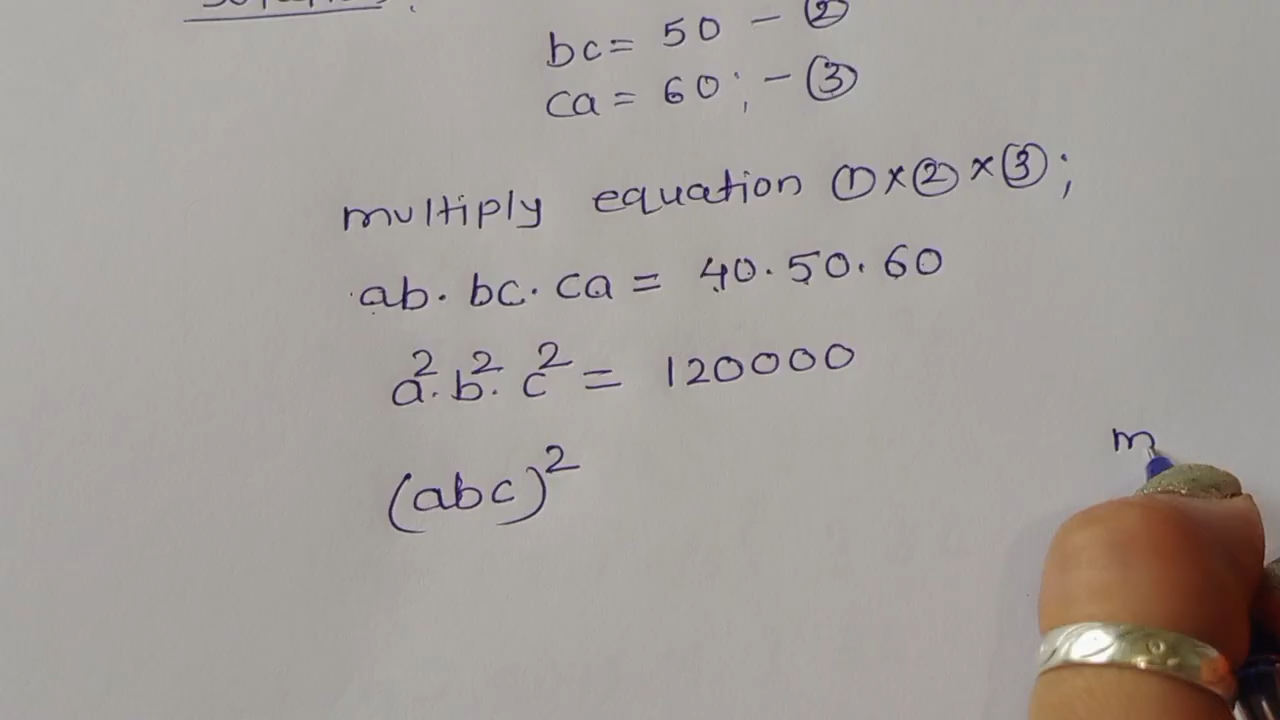 bc = 50 - ②
ca = 60; - ③
multiply equation ① × ② × ③;
ab. bc. ca = 40. 50. 60
a². b². c² = 120000
(abc)²
m